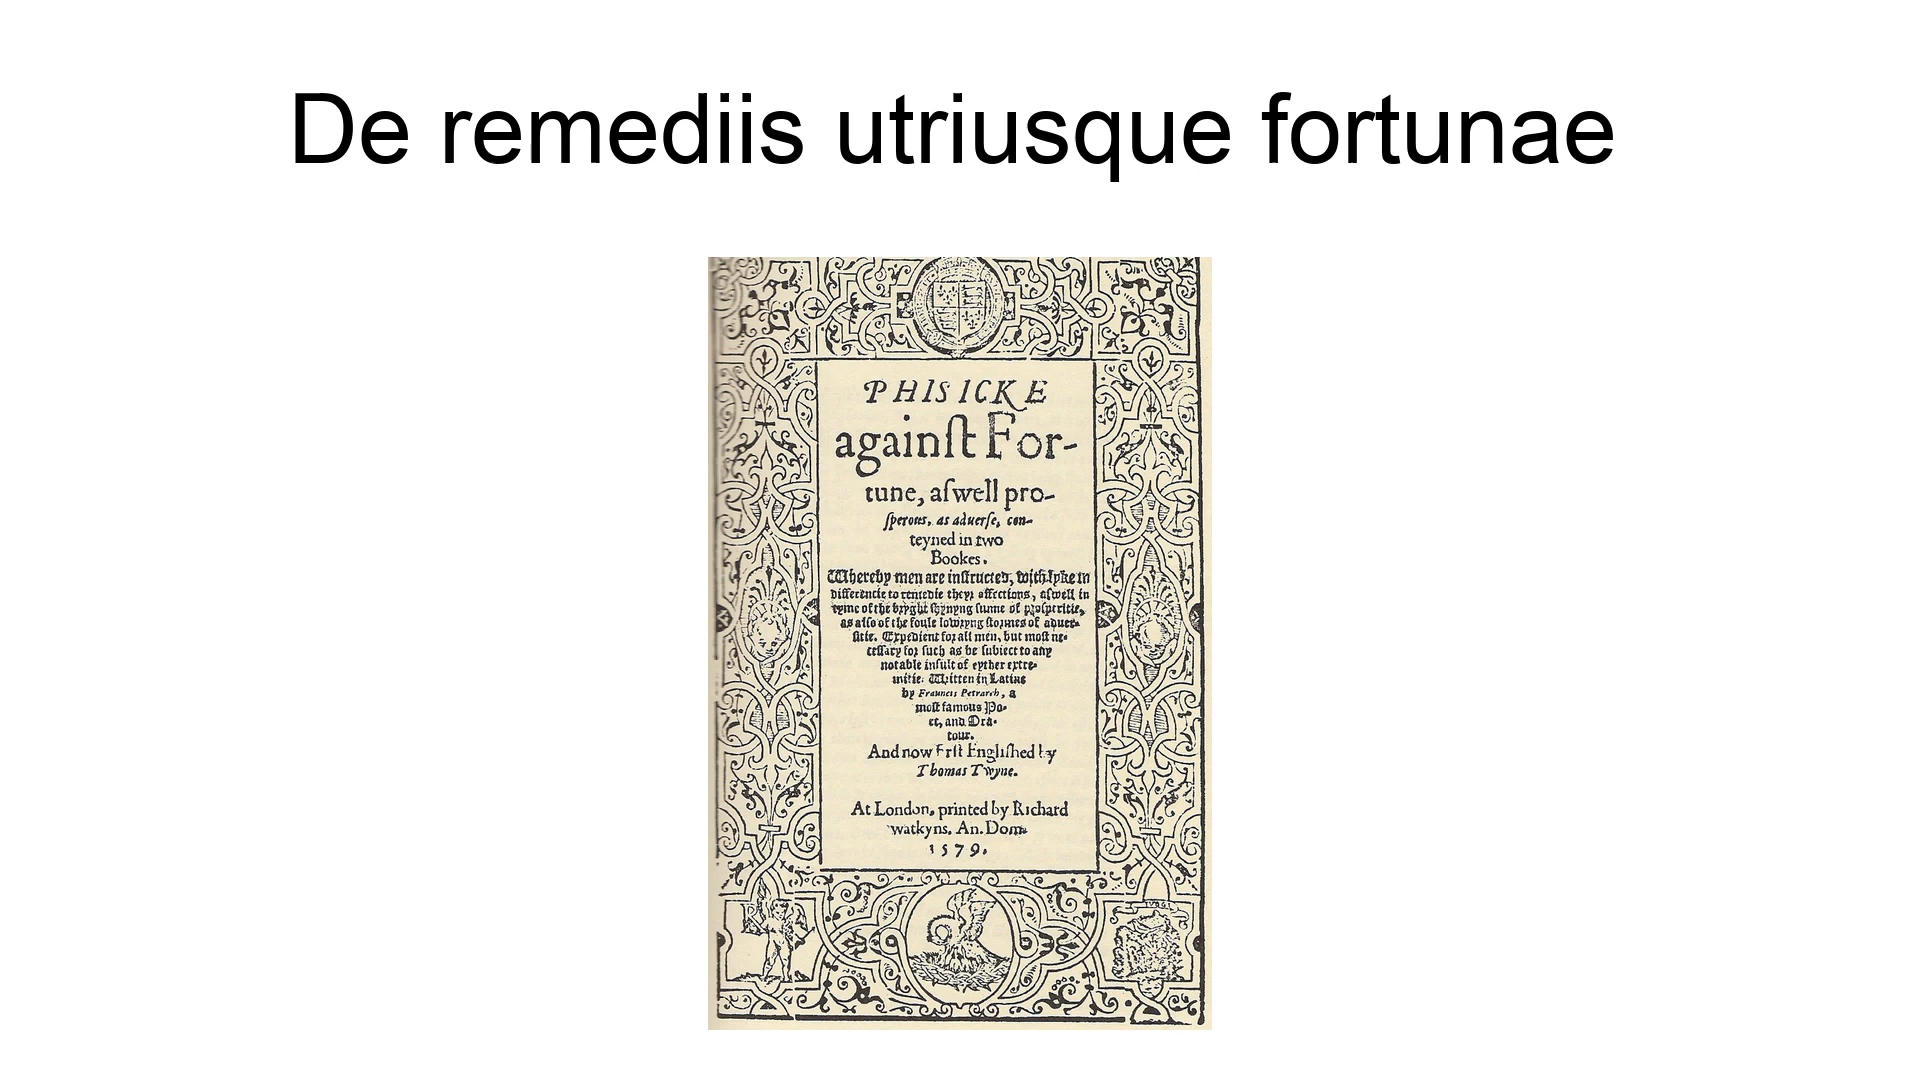 De remediis utriusque fortunae
PHISICKE
againſt For-
tune, aſwell pro-
ſperous, as aduerſe, con-
teyned in two
Bookes.
Whereby men are inſtructed, with lyke in
differencie to remedie theyr affections, aſwell in
tyme of the bryght ſhynyng ſunne of proſperitie,
as alſo of the foule lowryng ſtormes of aduer-
ſitie. Expedient for all men, but moſt ne-
ceſſary for ſuch as be ſubiect to any
notable inſult of eyther extre-
mitie. Written in Latine
by Frauncis Petrarch, a
moſt famous Po-
et, and Ora-
tour.
And now firſt Engliſhed by
Thomas Twyne.
At London, printed by Richard
watkyns. An. Dom.
1579.